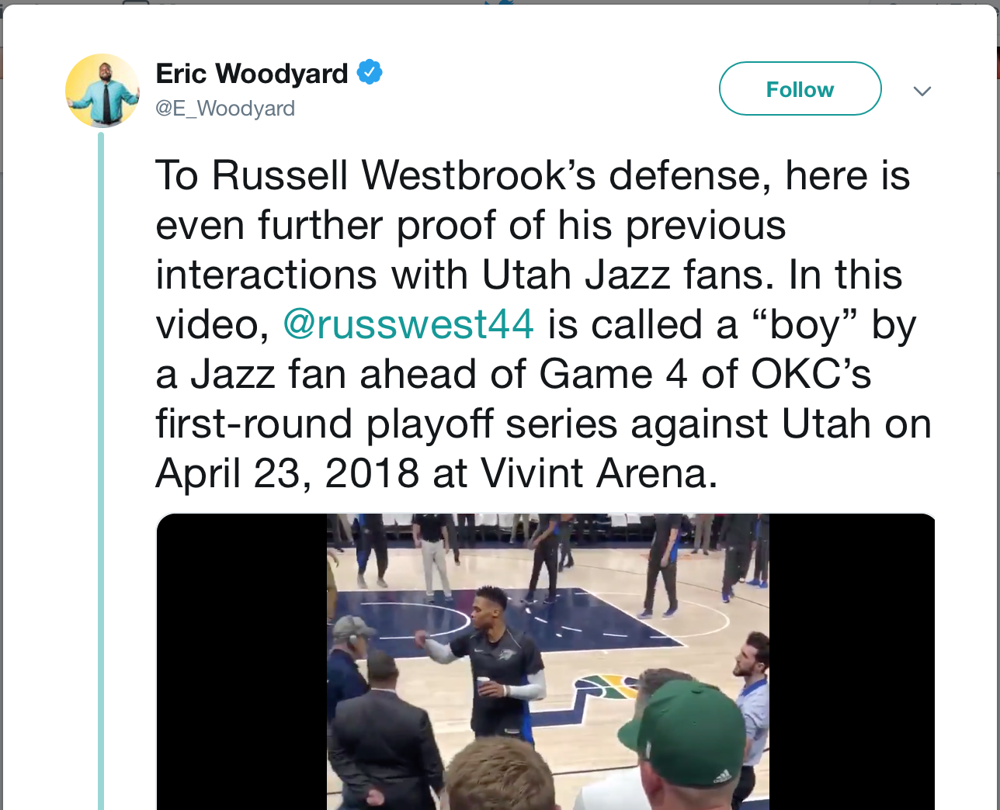 Eric Woodyard
@E_Woodyard
Follow
To Russell Westbrook’s defense, here is
even further proof of his previous
interactions with Utah Jazz fans. In this
video, @russwest44 is called a “boy” by
a Jazz fan ahead of Game 4 of OKC’s
first-round playoff series against Utah on
April 23, 2018 at Vivint Arena.